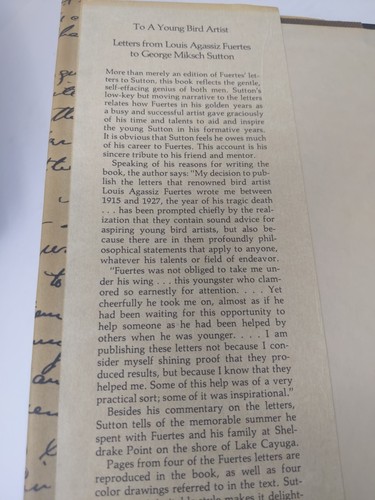 To A Young Bird Artist
Letters from Louis Agassiz Fuertes
to George Miksch Sutton
More than merely an edition of Fuertes' let-
ters to Sutton, this book reflects the gentle,
self-effacing genius of both men. Sutton's
low-key but moving narrative to the letters
relates how Fuertes in his golden years as
a busy and successful artist gave graciously
of his time and talents to aid and inspire
the young Sutton in his formative years.
It is obvious that Sutton feels he owes much
of his career to Fuertes. This account is his
sincere tribute to his friend and mentor.
Speaking of his reasons for writing the
book, the author says: "My decision to pub-
lish the letters that renowned bird artist
Louis Agassiz Fuertes wrote me between
1915 and 1927, the year of his tragic death
. . . has been prompted chiefly by the real-
ization that they contain sound advice for
aspiring young bird artists, but also be-
cause there are in them profoundly phil-
osophical statements that apply to anyone,
whatever his talents or field of endeavor.
"Fuertes was not obliged to take me un-
der his wing . . . this youngster who clam-
ored so earnestly for attention. . . . Yet
cheerfully he took me on, almost as if he
had been waiting for this opportunity to
help someone as he had been helped by
others when he was younger. . . . I am
publishing these letters not because I con-
sider myself shining proof that they pro-
duced results, but because I know that they
helped me. Some of this help was of a very
practical sort; some of it was inspirational."
Besides his commentary on the letters,
Sutton tells of the memorable summer he
spent with Fuertes and his family at Shel-
drake Point on the shore of Lake Cayuga.
Pages from four of the Fuertes letters are
reproduced in the book, as well as four
color drawings referred to in the text. Sut-
makes it delight-